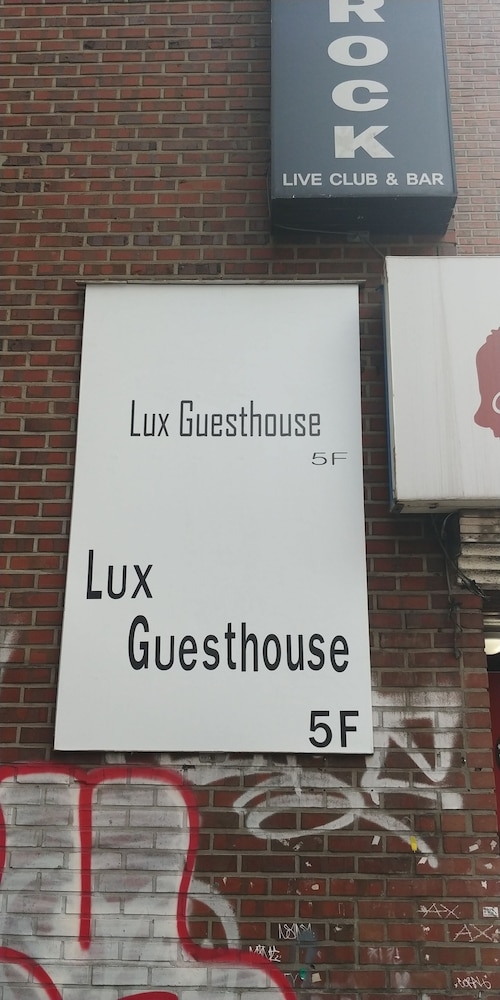 ROCK
LIVE CLUB & BAR
Lux Guesthouse
5F
Lux
Guesthouse
5F